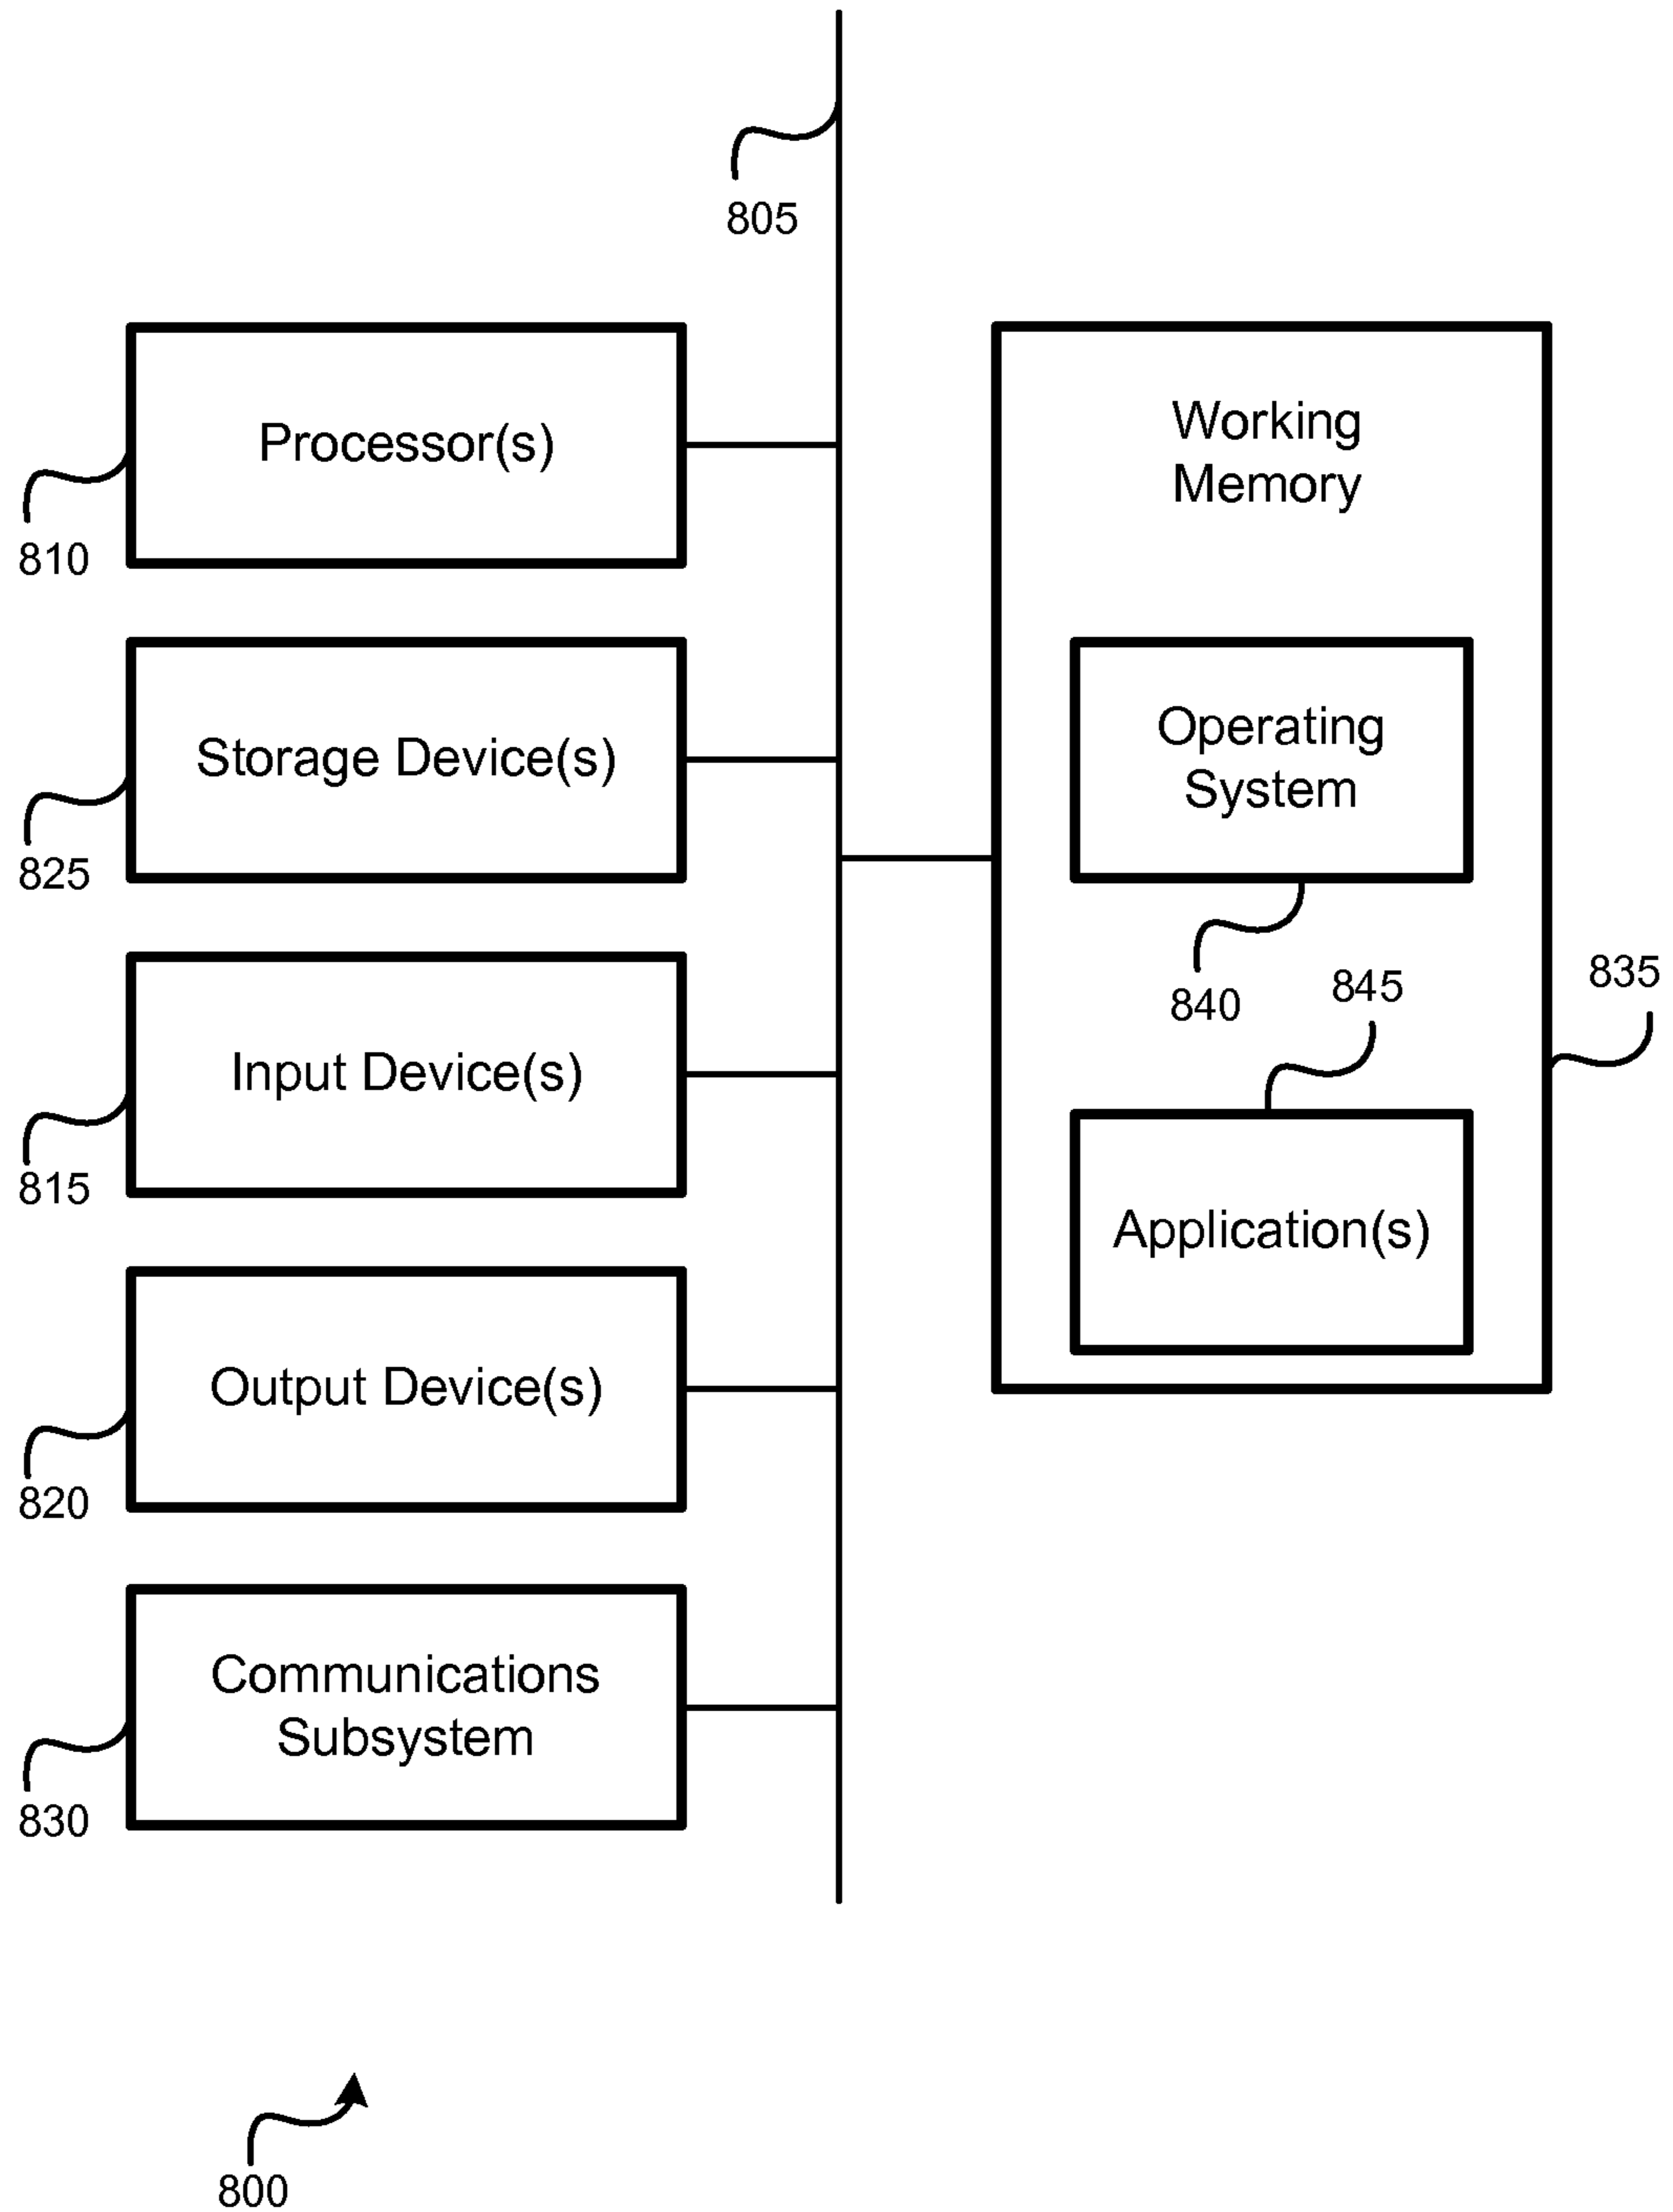 805
Processor(s)
810
Storage Device(s)
825
Input Device(s)
815
Output Device(s)
820
Communications
Subsystem
830
Working
Memory
Operating
System
840
845
835
Application(s)
800